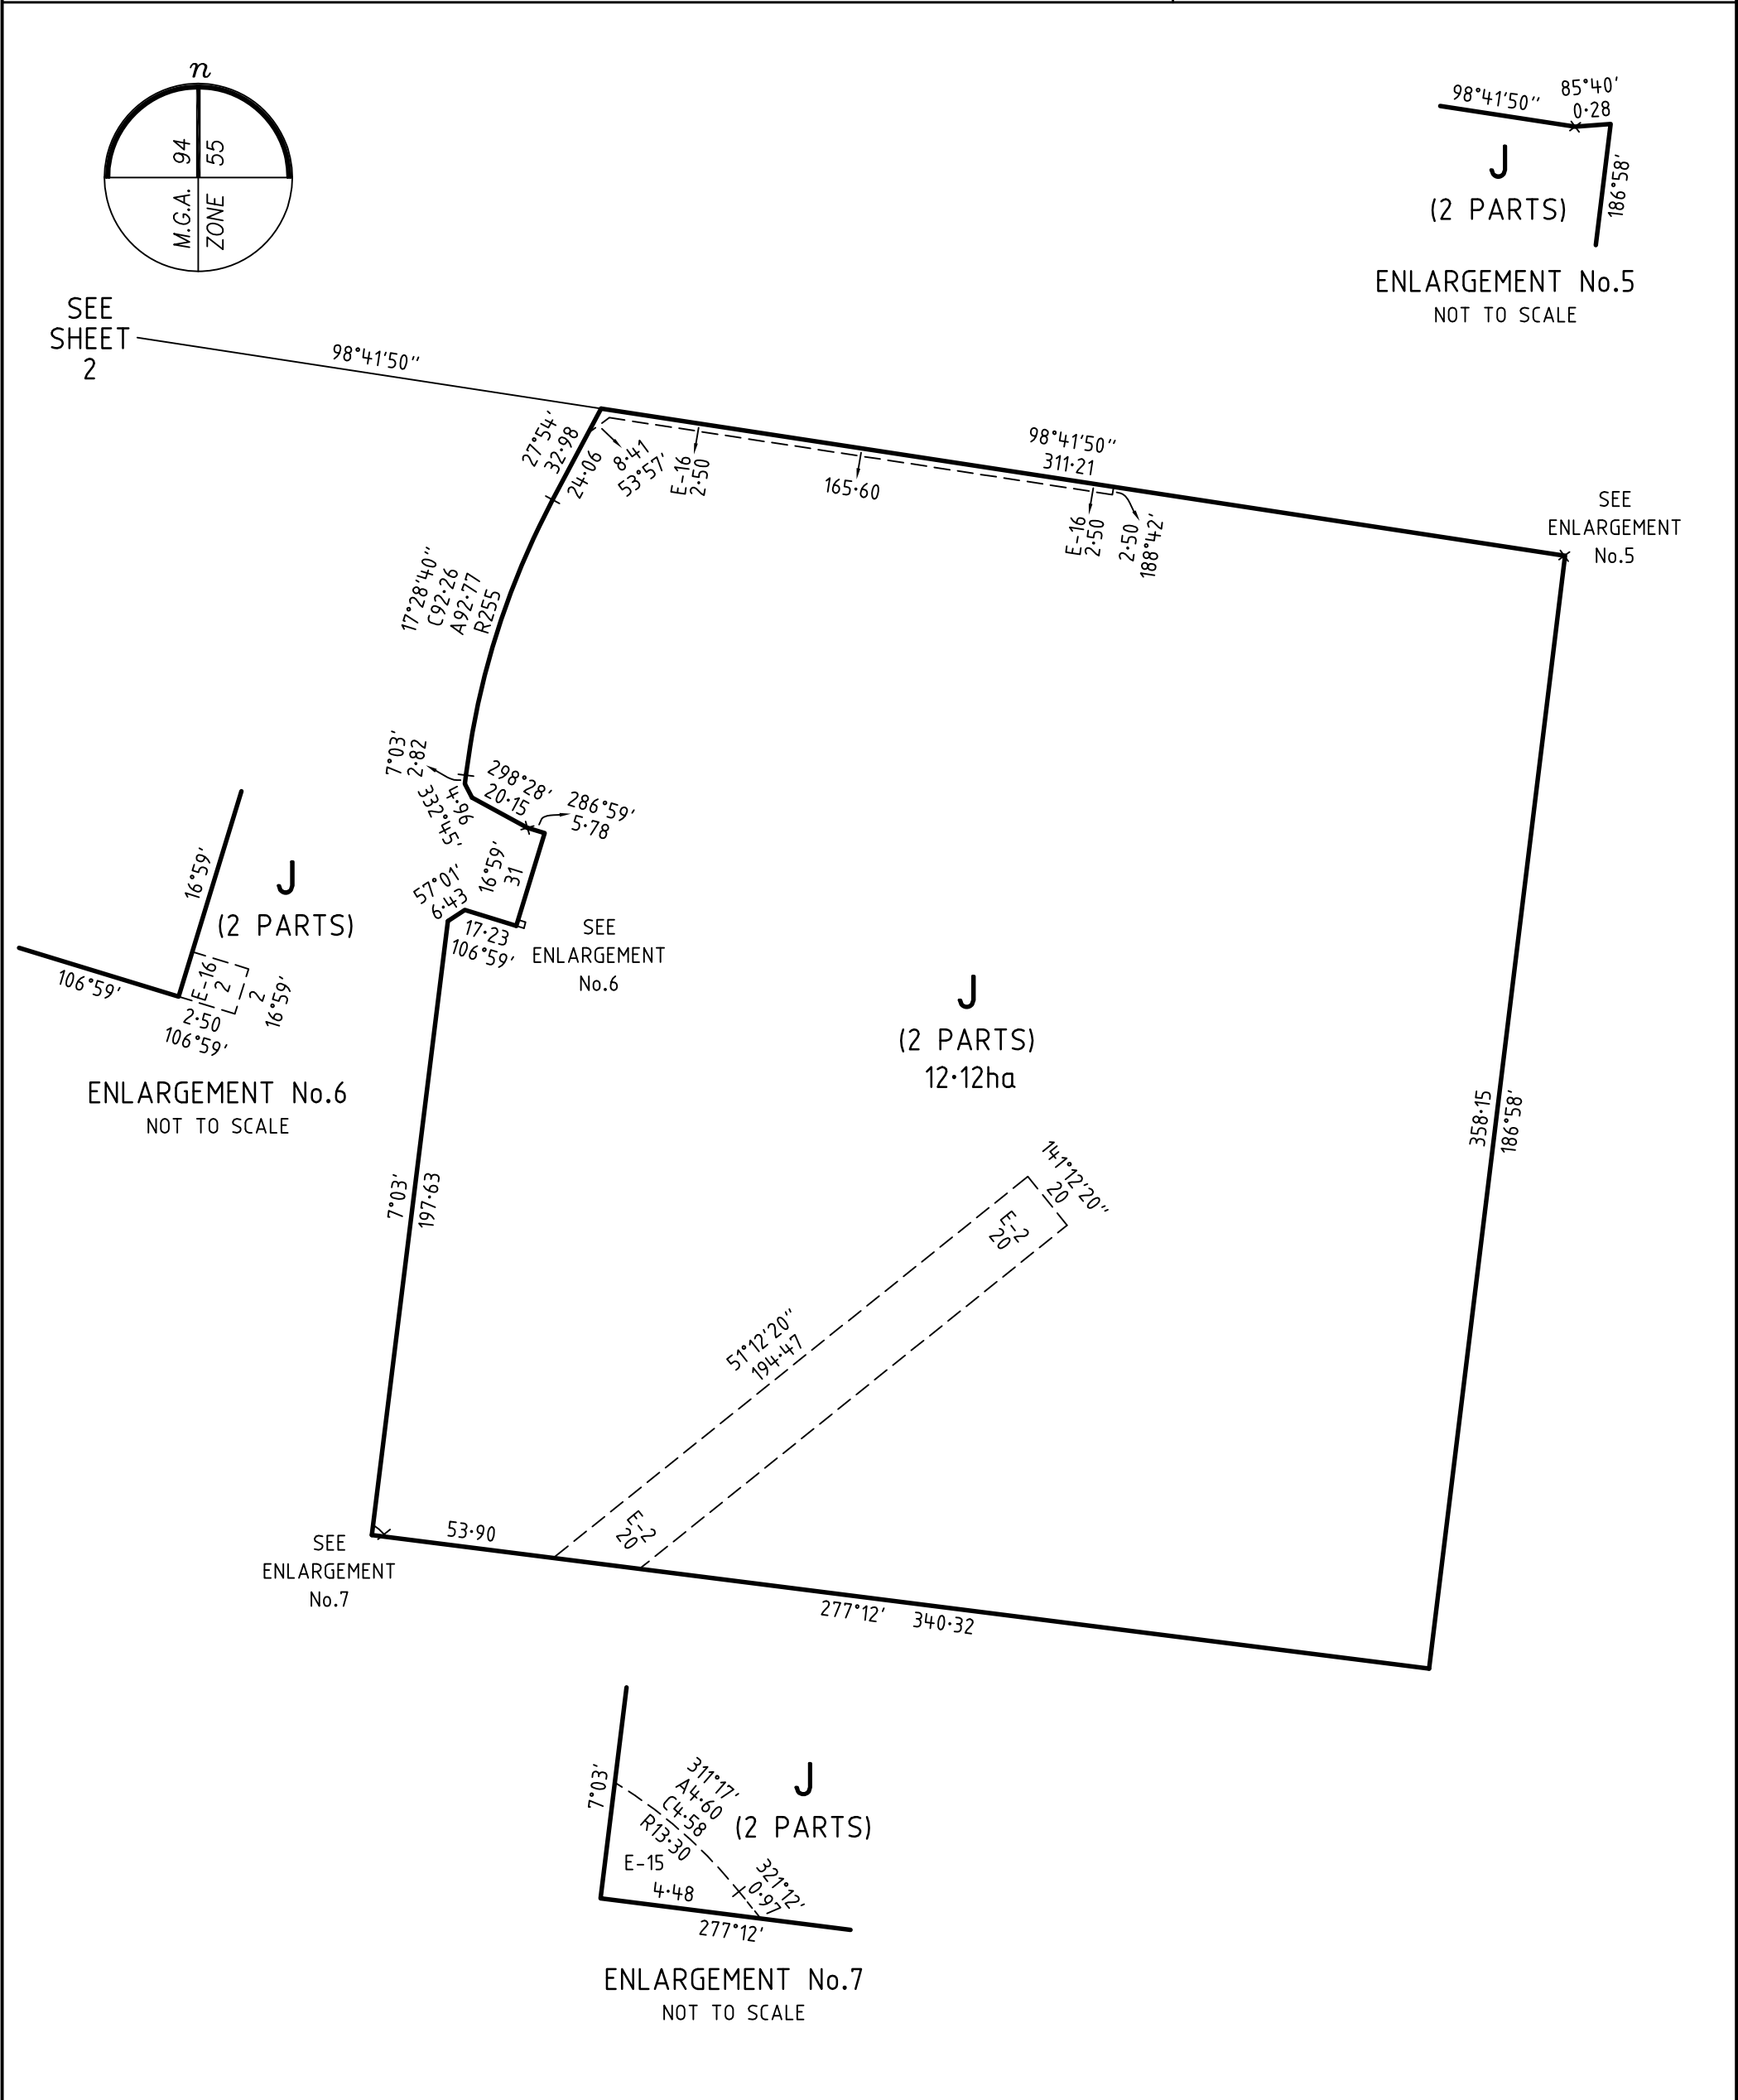 n
94
55
M.G.A.
ZONE
98°41'50''
85°40'
0·28
J
(2 PARTS)
186°58'
ENLARGEMENT No.5
NOT TO SCALE
SEE
SHEET
2
98°41'50''
27°54'
32·98
24·06
8·41
53°57'
E-16
2·50
165·60
98°41'50''
311·21
E-16
2·50
2·50
188°42'
SEE
ENLARGEMENT
No.5
17°28'40''
C92·26
A92·77
R255
7°03'
2·82
4·96
332°45'
298°28'
20·15
286°59'
5·78
16°59'
31
57°01'
6·43
17·23
106°59'
SEE
ENLARGEMENT
No.6
16°59'
J
(2 PARTS)
106°59'
E-16
2
2
16°59'
2·50
106°59'
ENLARGEMENT No.6
NOT TO SCALE
J
(2 PARTS)
12·12ha
358·15
186°58'
7°03'
197·63
141°12'20''
20
E-2
20
51°12'20''
194·47
E-2
20
53·90
SEE
ENLARGEMENT
No.7
277°12' 340·32
7°03'
311°17'
A4·60
C4·58
R13·30
J
(2 PARTS)
E-15
4·48
321°12'
0·97
277°12'
ENLARGEMENT No.7
NOT TO SCALE